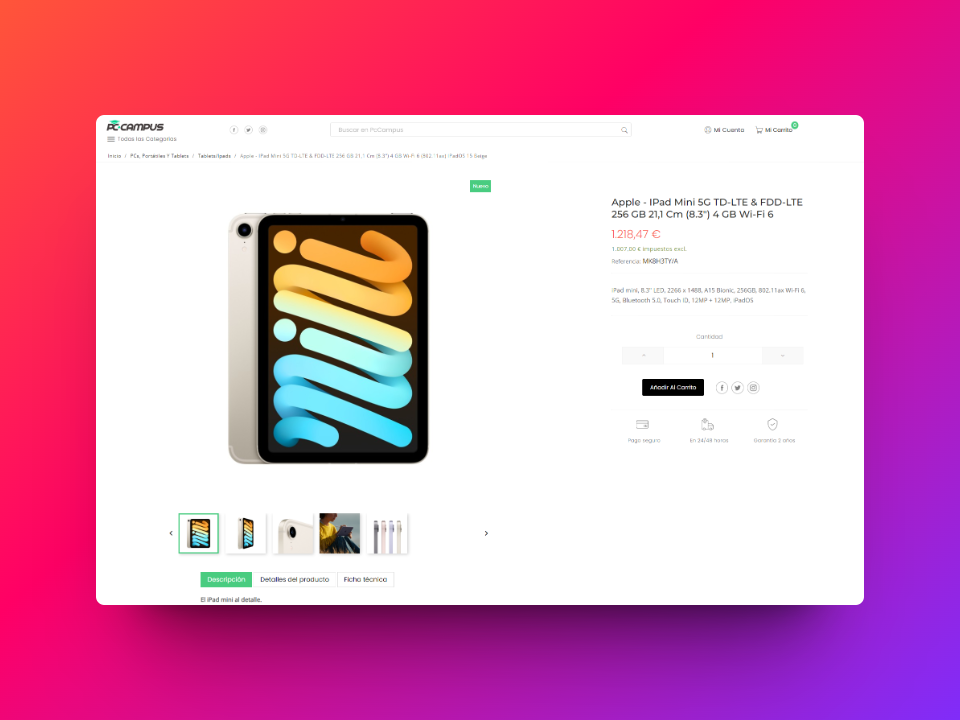 PC CAMPUS
Todas las Categorías
Buscar en PcCampus
Mi Cuenta
Mi Carrito
0
Inicio / PCs, Portátiles Y Tablets / Tablets/Ipads / Apple - IPad Mini 5G TD-LTE & FDD-LTE 256 GB 21,1 Cm (8.3") 4 GB Wi-Fi 6 (802.11ax) IPadOS 15 Beige
Nuevo
Apple - IPad Mini 5G TD-LTE & FDD-LTE
256 GB 21,1 Cm (8.3") 4 GB Wi-Fi 6
1.218,47 €
1.007,00 € impuestos excl.
Referencia: MK8H3TY/A
iPad mini, 8.3" LED, 2266 x 1488, A15 Bionic, 256GB, 802.11ax Wi-Fi 6,
5G, Bluetooth 5.0, Touch ID, 12MP + 12MP, iPadOS
Cantidad
1
Añadir Al Carrito
Pago seguro
En 24/48 horas
Garantía 2 años
Descripción
Detalles del producto
Ficha técnica
El iPad mini al detalle.